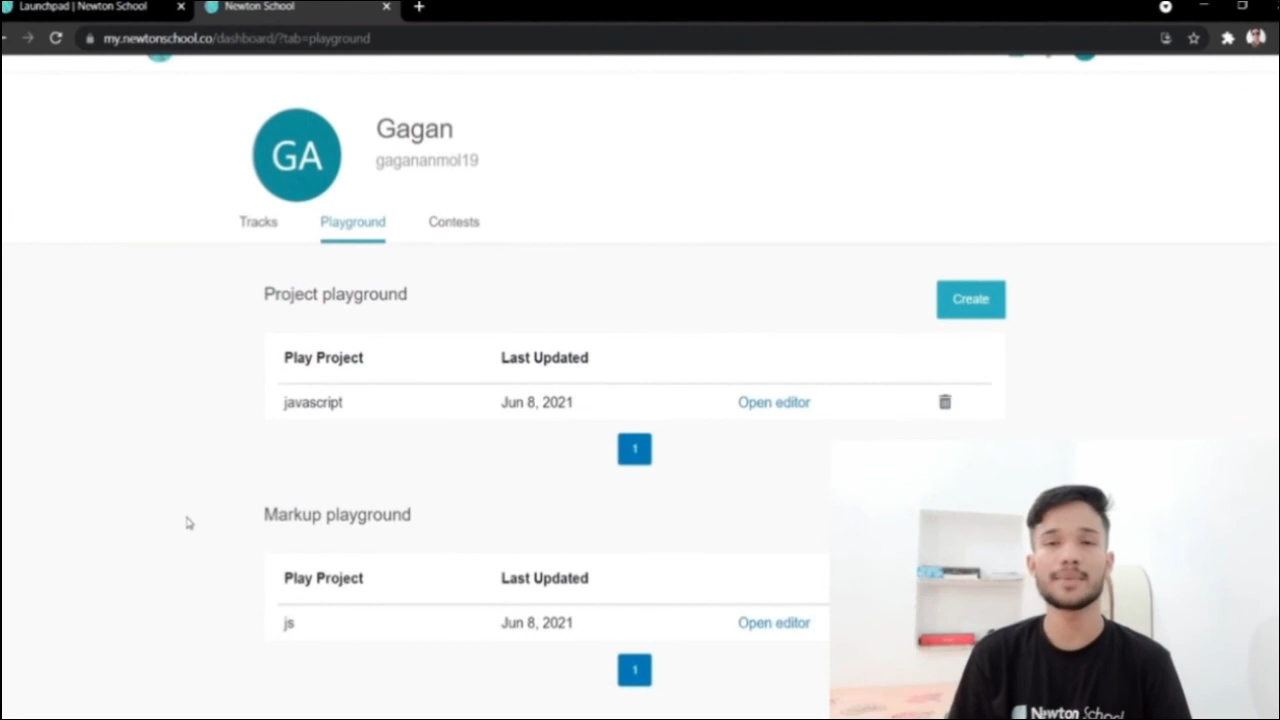 Launchpad | Newton School
Newton School
my.newtonschool.co/dashboard/?tab=playground
GA
Gagan
gagananmol19
Tracks
Playground
Contests
Project playground
Create
Play Project
Last Updated
javascript
Jun 8, 2021
Open editor
1
Markup playground
Play Project
Last Updated
js
Jun 8, 2021
Open editor
1
Newton School